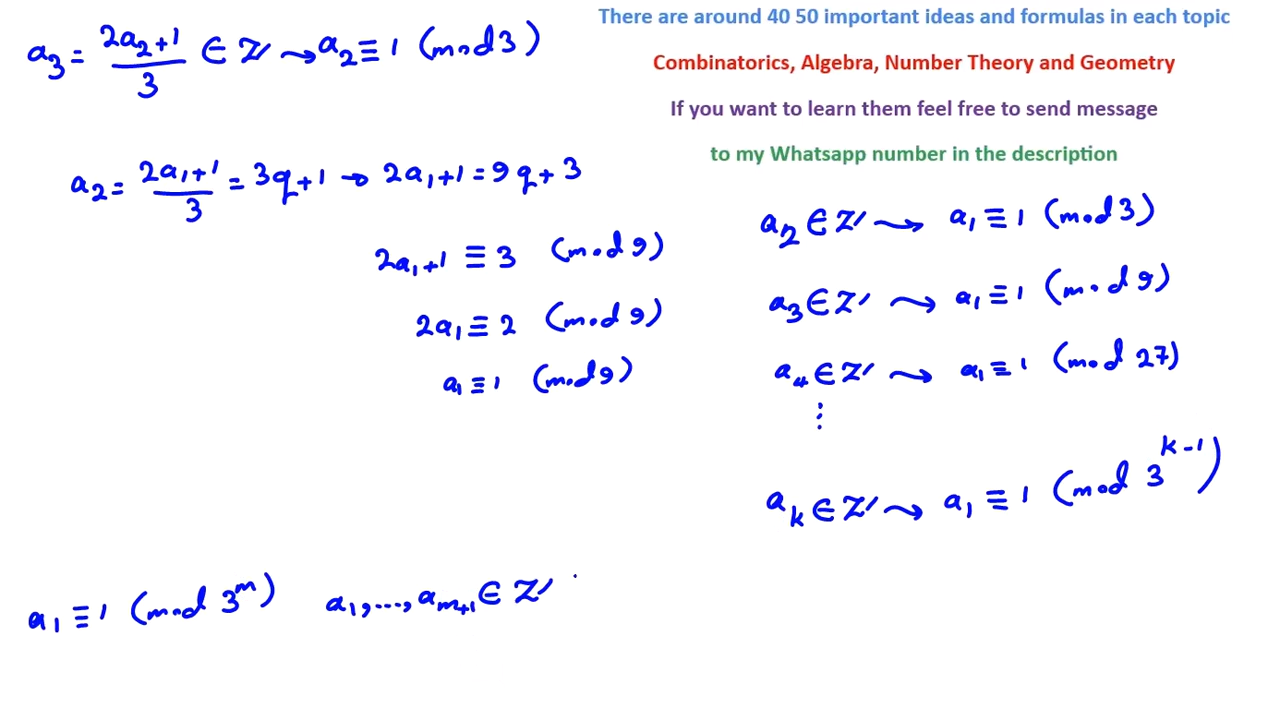 There are around 40 50 important ideas and formulas in each topic
Combinatorics, Algebra, Number Theory and Geometry
If you want to learn them feel free to send message
to my Whatsapp number in the description
a₃ = (2a₂+1)/3 ∈ ℤ ⇝ a₂ ≡ 1 (mod 3)
a₂ = (2a₁+1)/3 = 3q+1 → 2a₁+1 = 9q+3
2a₁+1 ≡ 3 (mod 9)
2a₁ ≡ 2 (mod 9)
a₁ ≡ 1 (mod 9)
a₂ ∈ ℤ ⇝ a₁ ≡ 1 (mod 3)
a₃ ∈ ℤ ⇝ a₁ ≡ 1 (mod 9)
a₄ ∈ ℤ ⇝ a₁ ≡ 1 (mod 27)
⋮
aₖ ∈ ℤ ⇝ a₁ ≡ 1 (mod 3^(k-1))
a₁ ≡ 1 (mod 3^m) a₁, ..., a_(m+1) ∈ ℤ